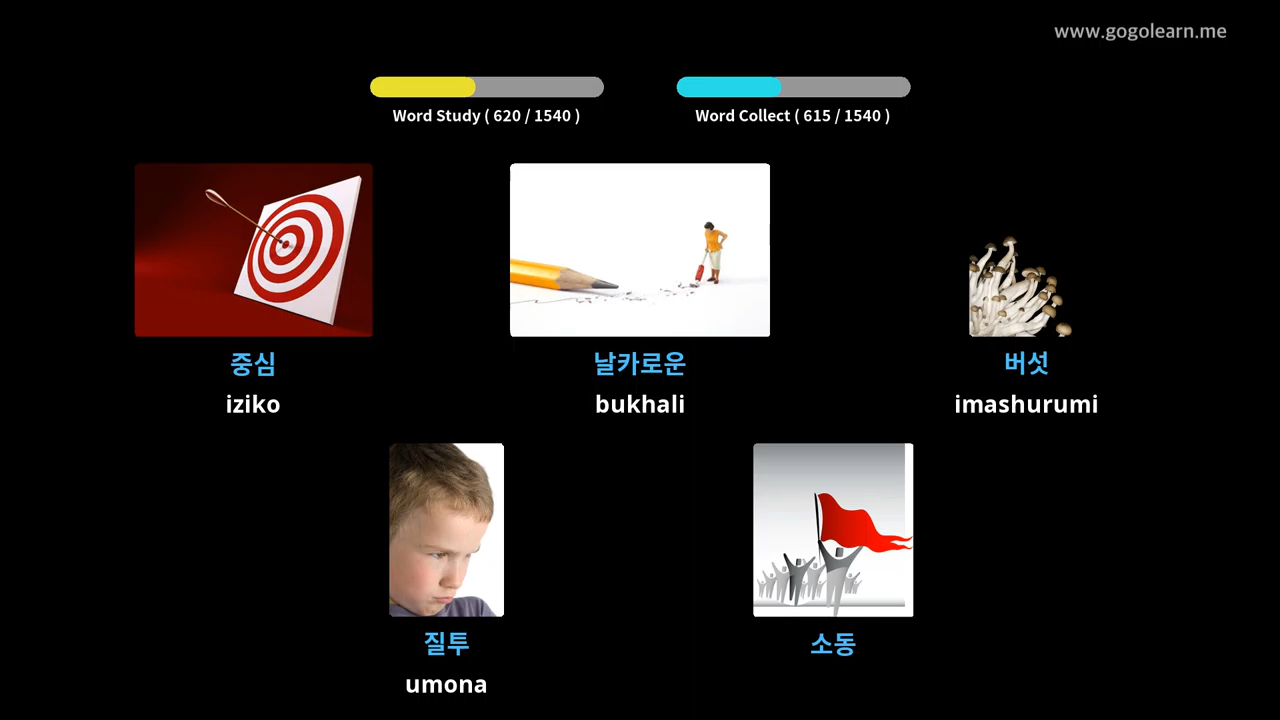 www.gogolearn.me
Word Study ( 620 / 1540 )
Word Collect ( 615 / 1540 )
중심
iziko
날카로운
bukhali
버섯
imashurumi
질투
umona
소동